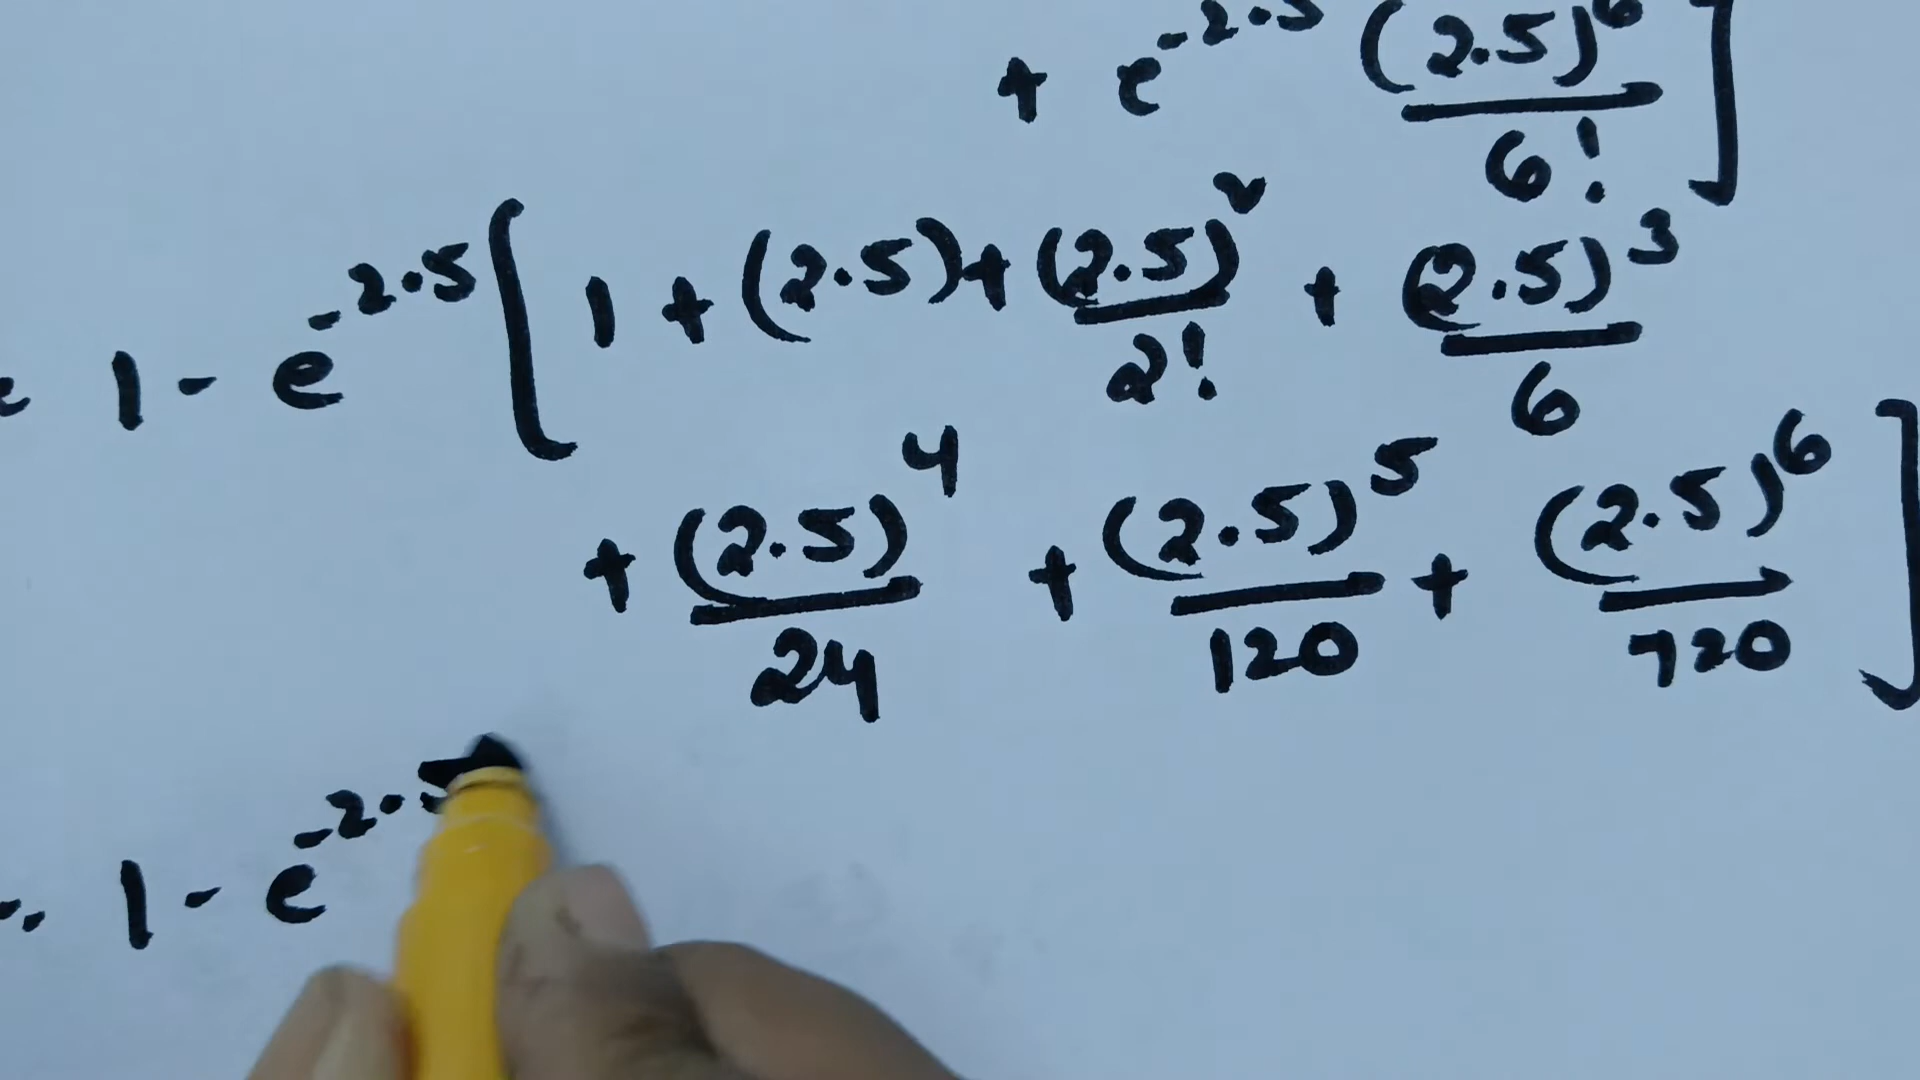 + e^-2.5 (2.5)^6 / 6! ]
= 1 - e^-2.5 [ 1 + (2.5) + (2.5)^2 / 2! + (2.5)^3 / 6
+ (2.5)^4 / 24 + (2.5)^5 / 120 + (2.5)^6 / 720 ]
1 - e^-2.5